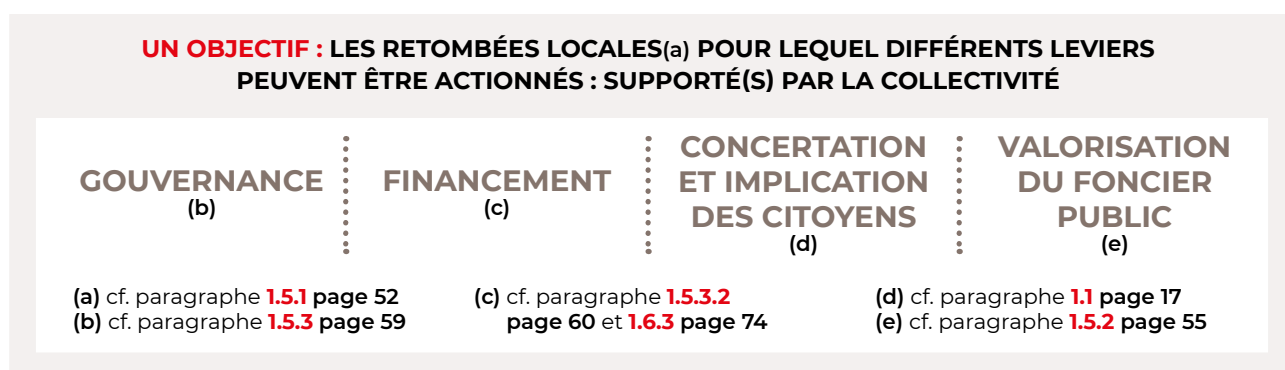 UN OBJECTIF : LES RETOMBÉES LOCALES(a) POUR LEQUEL DIFFÉRENTS LEVIERS
PEUVENT ÊTRE ACTIONNÉS : SUPPORTÉ(S) PAR LA COLLECTIVITÉ
GOUVERNANCE
(b)
FINANCEMENT
(c)
CONCERTATION
ET IMPLICATION
DES CITOYENS
(d)
VALORISATION
DU FONCIER
PUBLIC
(e)
(a) cf. paragraphe 1.5.1 page 52
(b) cf. paragraphe 1.5.3 page 59
(c) cf. paragraphe 1.5.3.2
page 60 et 1.6.3 page 74
(d) cf. paragraphe 1.1 page 17
(e) cf. paragraphe 1.5.2 page 55